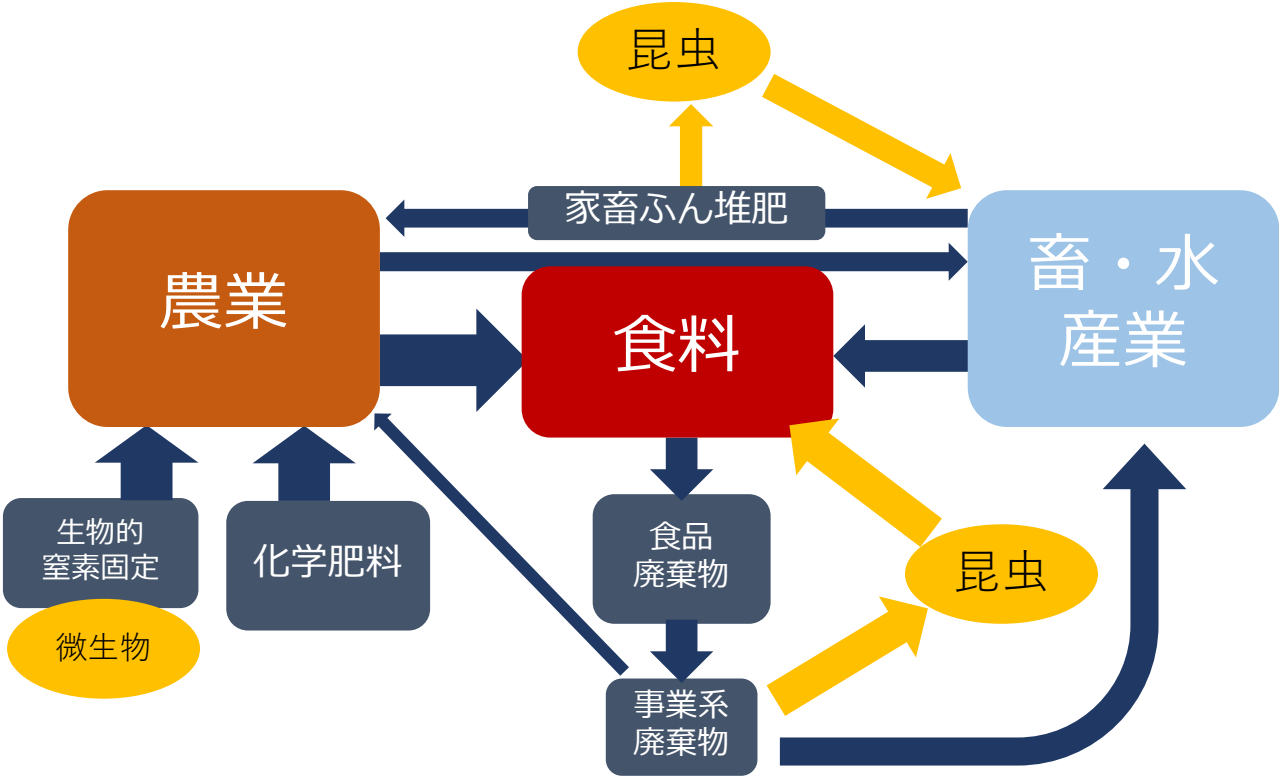 昆虫
家畜ふん堆肥
農業
畜・水
産業
食料
生物的
窒素固定
化学肥料
食品
廃棄物
昆虫
微生物
事業系
廃棄物